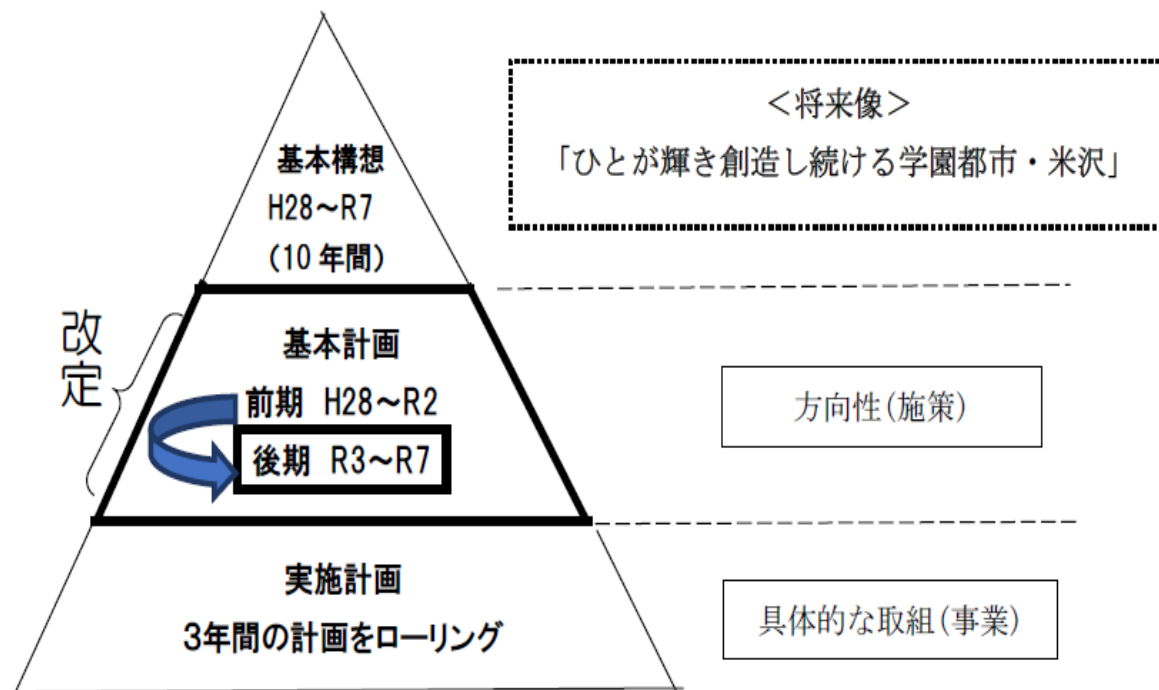 ＜将来像＞
「ひとが輝き創造し続ける学園都市・米沢」
基本構想
H28～R7
（10年間）
改定
基本計画
前期 H28～R2
後期 R3～R7
方向性(施策)
実施計画
3年間の計画をローリング
具体的な取組(事業)